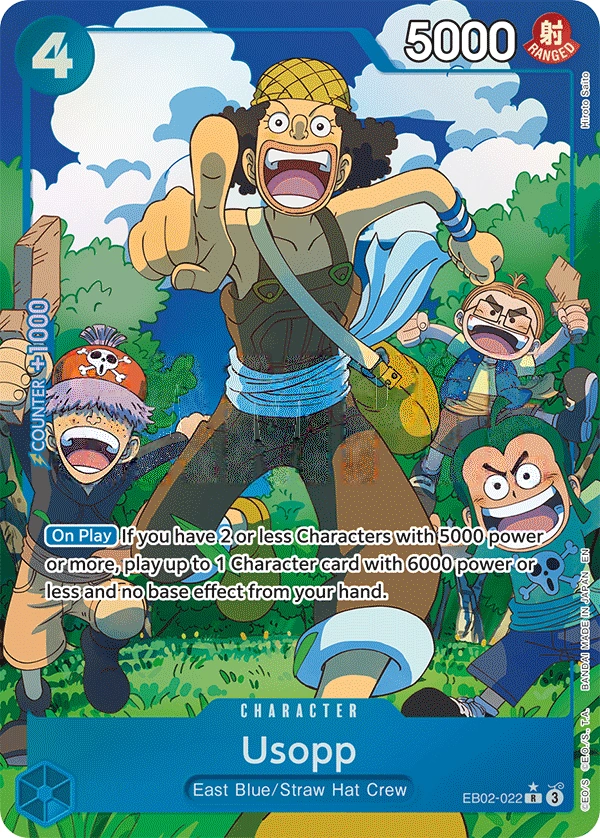 4
5000
射
RANGED
Hiroto Saito
COUNTER +1000
On Play If you have 2 or less Characters with 5000 power
or more, play up to 1 Character card with 6000 power or
less and no base effect from your hand.
©E.O/S ©E.O./S., T.A. BANDAI MADE IN JAPAN EN
CHARACTER
Usopp
East Blue/Straw Hat Crew
EB02-022 R 3